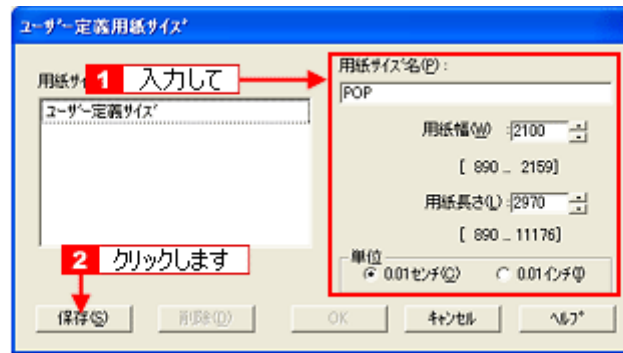 ユーザー定義用紙サイズ
用紙サ
1 入力して
ユーザー定義サイズ
2 クリックします
用紙サイズ名(P):
POP
用紙幅(W) :2100
[ 890 .. 2159]
用紙長さ(L):2970
[ 890 .. 11176]
単位
0.01センチ(C) 0.01インチ(I)
保存(S) 削除(D) OK キャンセル ヘルプ